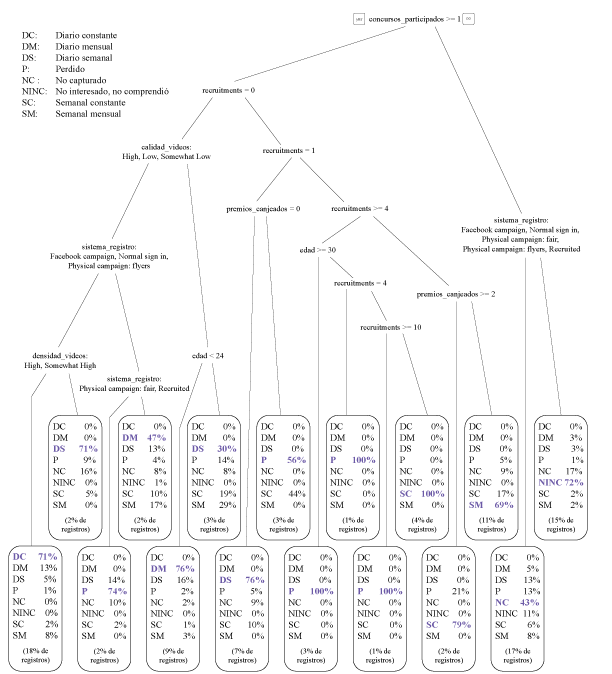 concursos_participados >= 1
DC: Diario constante
DM: Diario mensual
DS: Diario semanal
P: Perdido
NC : No capturado
NINC: No interesado, no comprendió
SC: Semanal constante
SM: Semanal mensual
recruitments = 0
calidad_videos:
High, Low, Somewhat Low
recruitments = 1
premios_canjeados = 0
recruitments >= 4
sistema_registro:
Facebook campaign, Normal sign in,
Physical campaign: fair,
Physical campaign: flyers, Recruited
sistema_registro:
Facebook campaign, Normal sign in,
Physical campaign: flyers
edad >= 30
recruitments = 4
premios_canjeados >= 2
recruitments >= 10
densidad_videos:
High, Somewhat High
edad < 24
sistema_registro:
Physical campaign: fair, Recruited
DC 0%
DM 0%
DS 71%
P 9%
NC 16%
NINC 0%
SC 5%
SM 0%
(2% de
registros)
DC 0%
DM 47%
DS 13%
P 4%
NC 8%
NINC 1%
SC 10%
SM 17%
(2% de
registros)
DC 0%
DM 0%
DS 30%
P 14%
NC 8%
NINC 0%
SC 19%
SM 29%
(3% de
registros)
DC 0%
DM 0%
DS 0%
P 56%
NC 0%
NINC 0%
SC 44%
SM 0%
(3% de
registros)
DC 0%
DM 0%
DS 0%
P 100%
NC 0%
NINC 0%
SC 0%
SM 0%
(1% de
registros)
DC 0%
DM 0%
DS 0%
P 0%
NC 0%
NINC 0%
SC 100%
SM 0%
(4% de
registros)
DC 0%
DM 0%
DS 0%
P 5%
NC 9%
NINC 0%
SC 17%
SM 69%
(11% de
registros)
DC 0%
DM 3%
DS 3%
P 1%
NC 17%
NINC 72%
SC 2%
SM 2%
(15% de
registros)
DC 71%
DM 13%
DS 5%
P 1%
NC 0%
NINC 0%
SC 2%
SM 8%
(18% de
registros)
DC 0%
DM 0%
DS 14%
P 74%
NC 10%
NINC 0%
SC 2%
SM 0%
(2% de
registros)
DC 0%
DM 76%
DS 16%
P 2%
NC 2%
NINC 0%
SC 1%
SM 3%
(9% de
registros)
DC 0%
DM 0%
DS 76%
P 5%
NC 9%
NINC 0%
SC 10%
SM 0%
(7% de
registros)
DC 0%
DM 0%
DS 0%
P 100%
NC 0%
NINC 0%
SC 0%
SM 0%
(3% de
registros)
DC 0%
DM 0%
DS 0%
P 100%
NC 0%
NINC 0%
SC 0%
SM 0%
(1% de
registros)
DC 0%
DM 0%
DS 0%
P 21%
NC 0%
NINC 0%
SC 79%
SM 0%
(2% de
registros)
DC 0%
DM 5%
DS 13%
P 13%
NC 43%
NINC 11%
SC 6%
SM 8%
(17% de
registros)